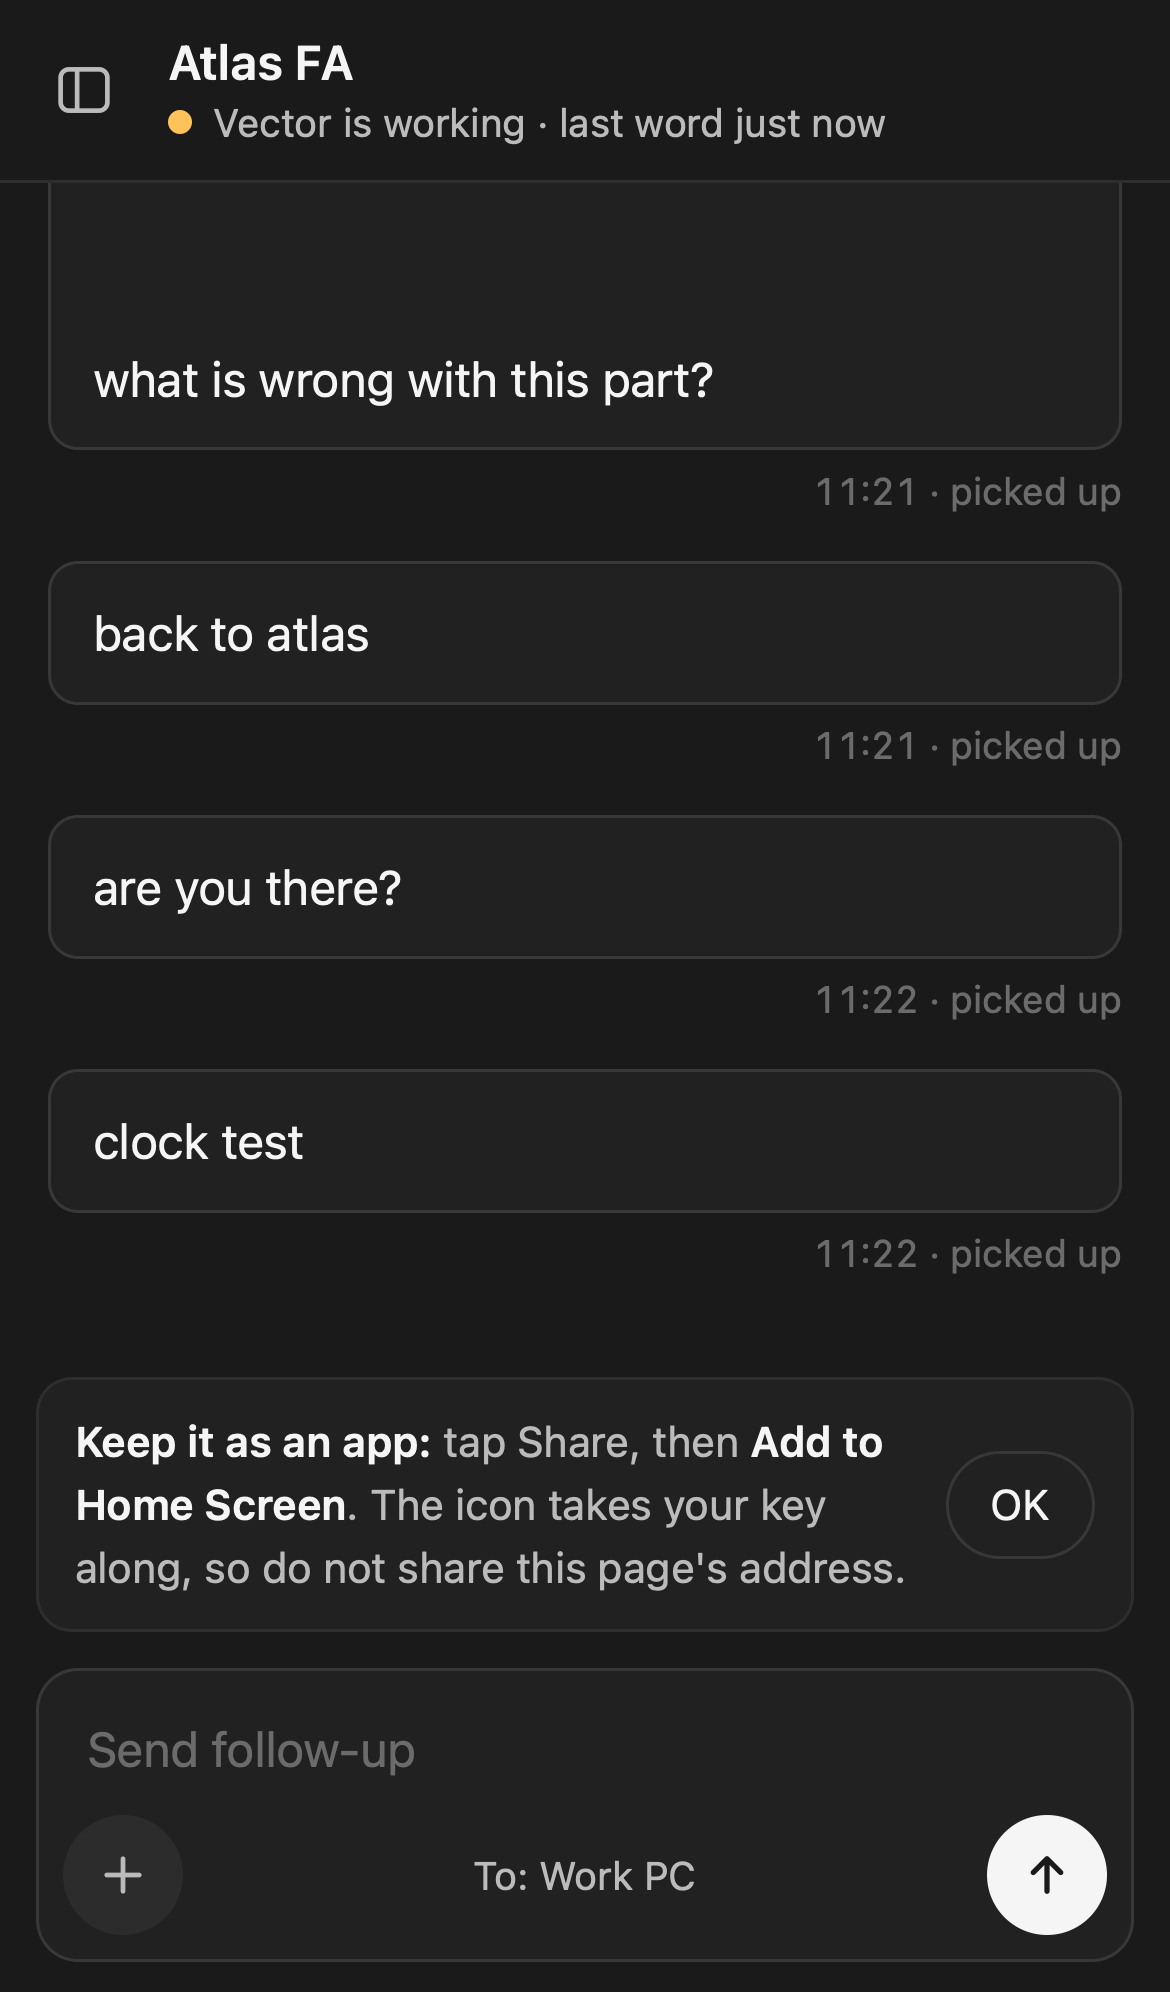 Atlas FA
Vector is working · last word just now
what is wrong with this part?
11:21 · picked up
back to atlas
11:21 · picked up
are you there?
11:22 · picked up
clock test
11:22 · picked up
Keep it as an app: tap Share, then Add to
Home Screen. The icon takes your key
along, so do not share this page's address.
OK
Send follow-up
To: Work PC